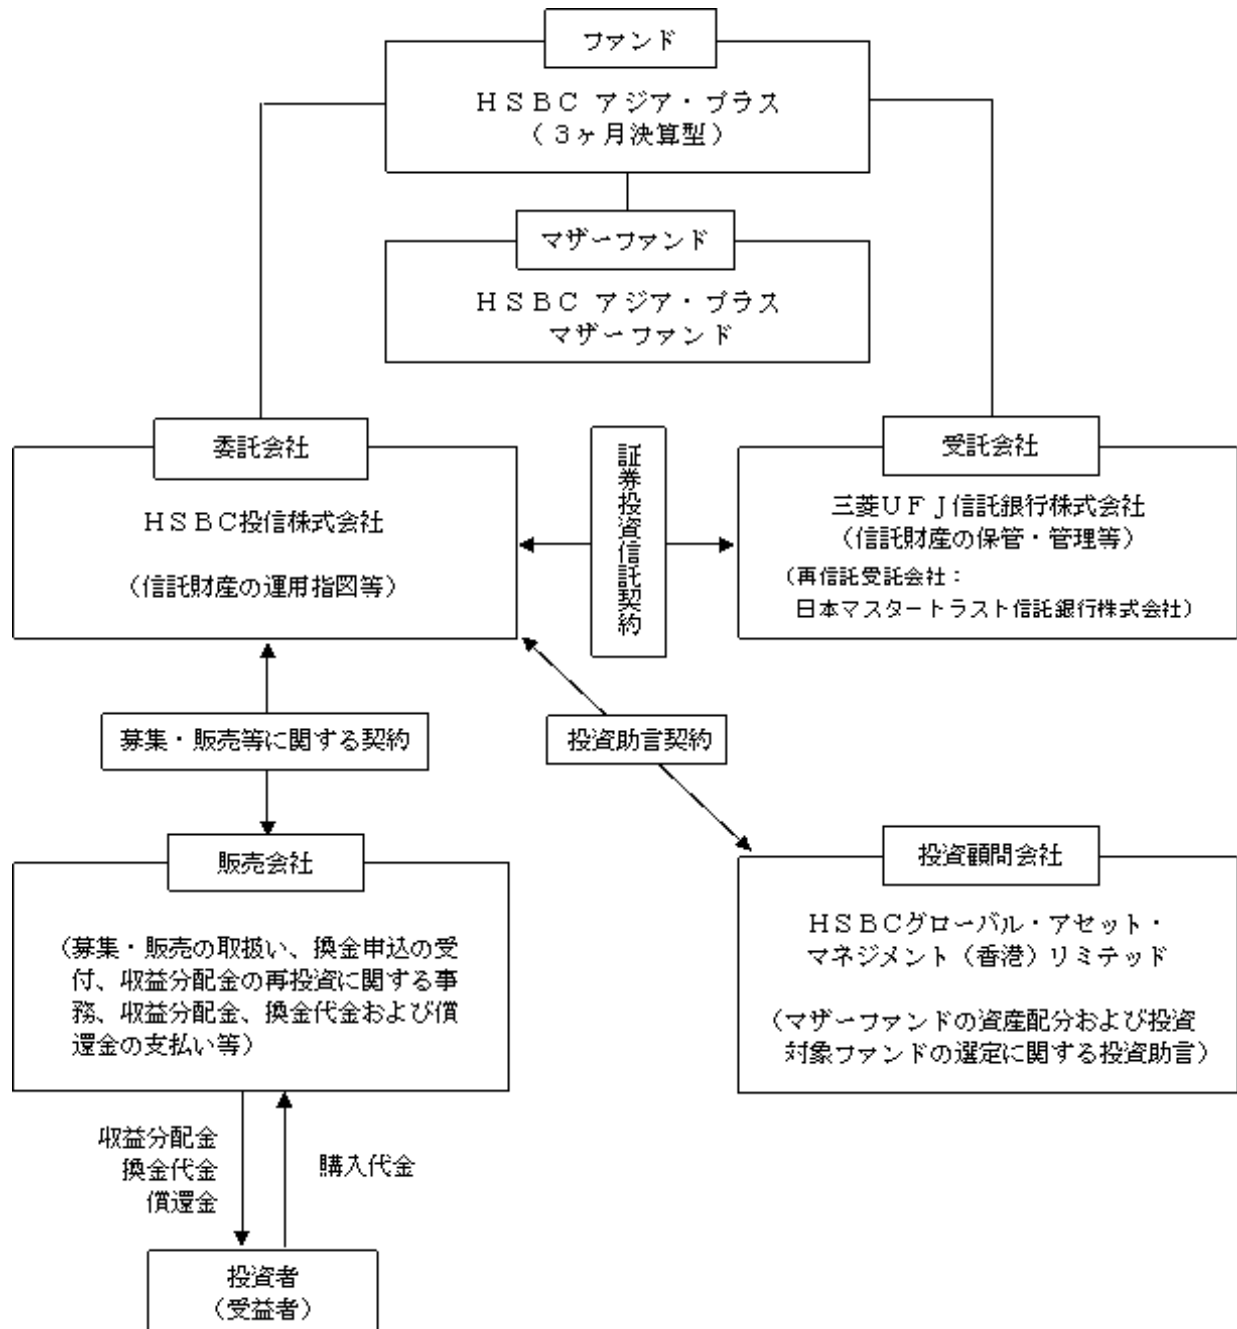 ファンド
ＨＳＢＣ アジア・プラス
（３ヶ月決算型）
マザーファンド
ＨＳＢＣ アジア・プラス
マザーファンド
委託会社
ＨＳＢＣ投信株式会社
（信託財産の運用指図等）
証券投資信託契約
受託会社
三菱ＵＦＪ信託銀行株式会社
（信託財産の保管・管理等）
（再信託受託会社：
日本マスタートラスト信託銀行株式会社）
募集・販売等に関する契約
投資助言契約
販売会社
（募集・販売の取扱い、換金申込の受
付、収益分配金の再投資に関する事
務、収益分配金、換金代金および償
還金の支払い等）
投資顧問会社
ＨＳＢＣグローバル・アセット・
マネジメント（香港）リミテッド
（マザーファンドの資産配分および投資
対象ファンドの選定に関する投資助言）
収益分配金
換金代金
償還金
購入代金
投資者
（受益者）